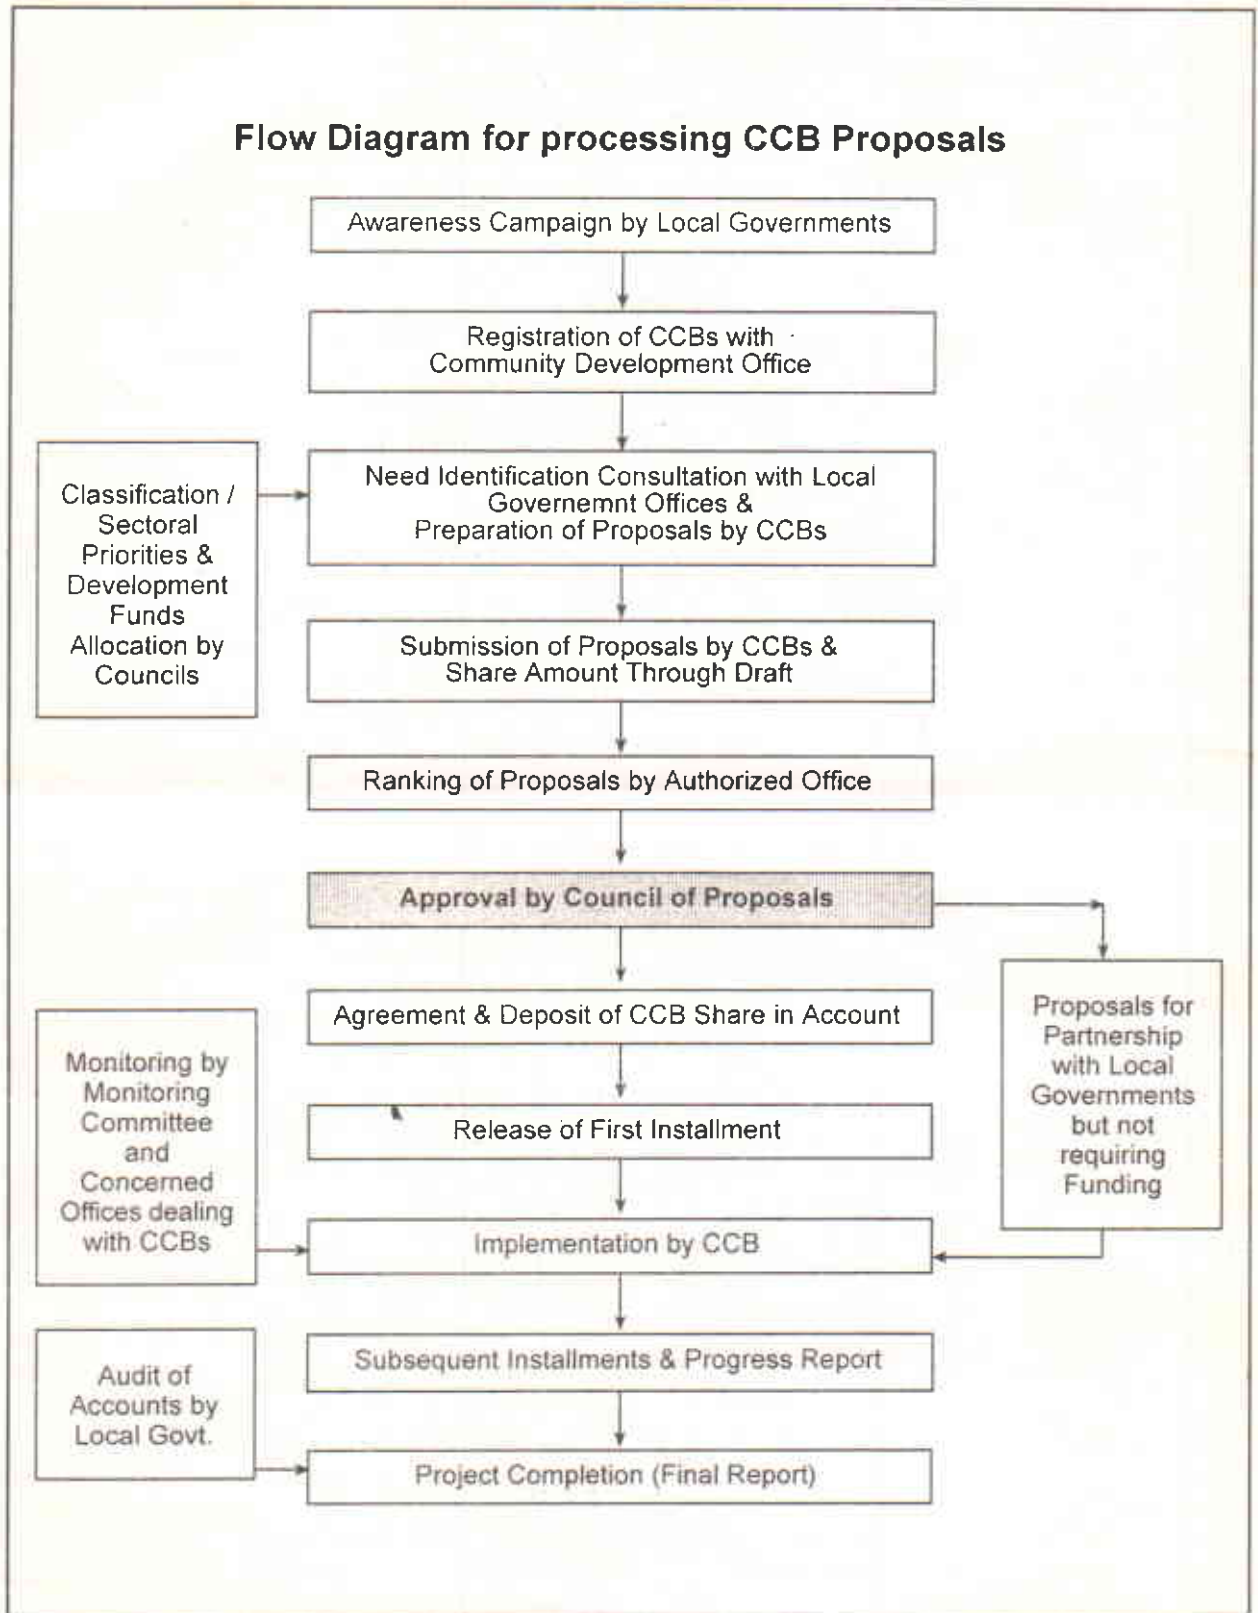 Flow Diagram for processing CCB Proposals
Awareness Campaign by Local Governments
Registration of CCBs with
Community Development Office
Classification /
Sectoral
Priorities &
Development
Funds
Allocation by
Councils
Need Identification Consultation with Local
Governemnt Offices &
Preparation of Proposals by CCBs
Submission of Proposals by CCBs &
Share Amount Through Draft
Ranking of Proposals by Authorized Office
Approval by Council of Proposals
Agreement & Deposit of CCB Share in Account
Proposals for
Partnership
with Local
Governments
but not
requiring
Funding
Monitoring by
Monitoring
Committee
and
Concerned
Offices dealing
with CCBs
Release of First Installment
Implementation by CCB
Subsequent Installments & Progress Report
Audit of
Accounts by
Local Govt.
Project Completion (Final Report)